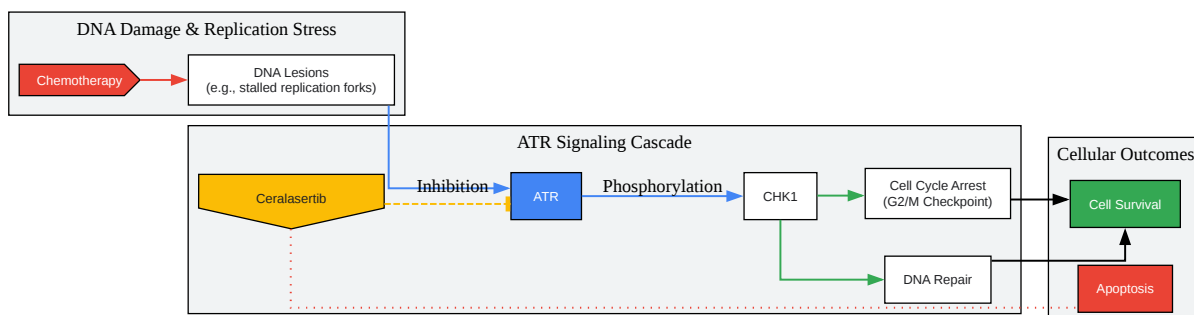 DNA Damage & Replication Stress
Chemotherapy
DNA Lesions
(e.g., stalled replication forks)
ATR Signaling Cascade
Ceralasertib
Inhibition
ATR
Phosphorylation
CHK1
Cell Cycle Arrest
(G2/M Checkpoint)
DNA Repair
Cellular Outcomes
Cell Survival
Apoptosis